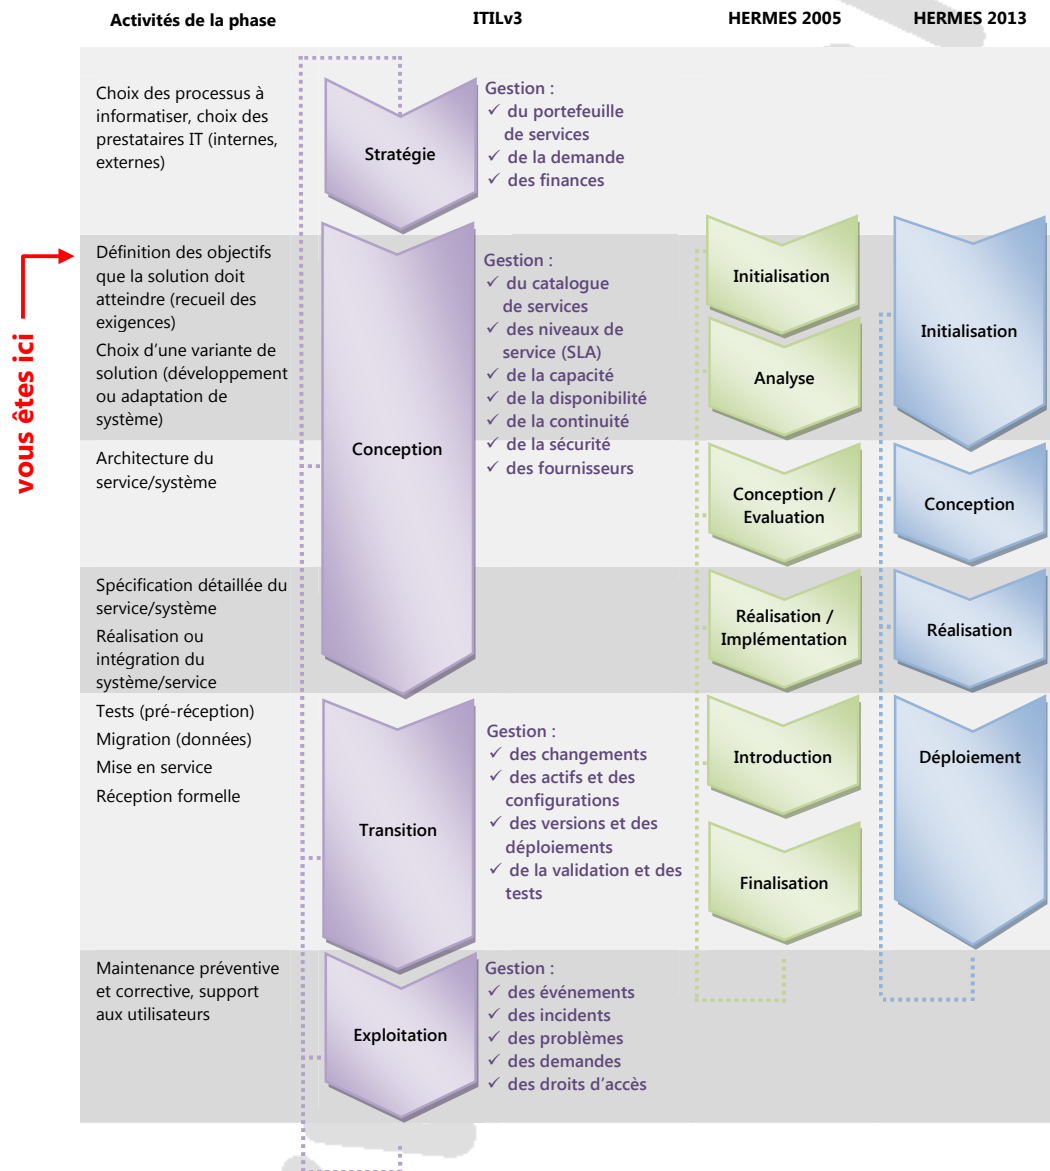 Activités de la phase
ITILv3
HERMES 2005
HERMES 2013
Choix des processus à
informatiser, choix des
prestataires IT (internes,
externes)
Stratégie
Gestion :
✓ du portefeuille
de services
✓ de la demande
✓ des finances
vous êtes ici
Définition des objectifs
que la solution doit
atteindre (recueil des
exigences)
Choix d'une variante de
solution (développement
ou adaptation de
système)
Conception
Gestion :
✓ du catalogue
de services
✓ des niveaux de
service (SLA)
✓ de la capacité
✓ de la disponibilité
✓ de la continuité
✓ de la sécurité
✓ des fournisseurs
Initialisation
Analyse
Initialisation
Architecture du
service/système
Conception /
Evaluation
Conception
Spécification détaillée du
service/système
Réalisation ou
intégration du
système/service
Réalisation /
Implémentation
Réalisation
Tests (pré-réception)
Migration (données)
Mise en service
Réception formelle
Transition
Gestion :
✓ des changements
✓ des actifs et des
configurations
✓ des versions et des
déploiements
✓ de la validation et des
tests
Introduction
Finalisation
Déploiement
Maintenance préventive
et corrective, support
aux utilisateurs
Exploitation
Gestion :
✓ des événements
✓ des incidents
✓ des problèmes
✓ des demandes
✓ des droits d'accès